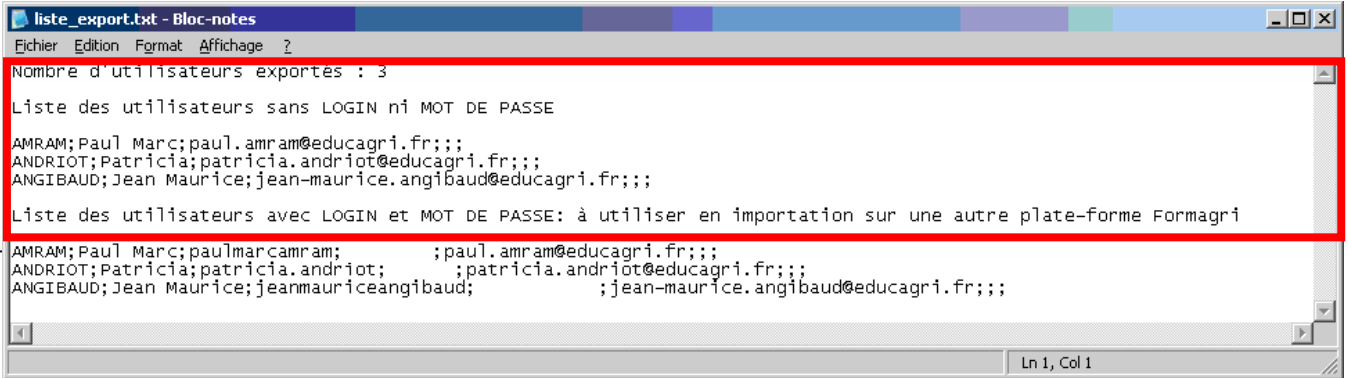 liste_export.txt - Bloc-notes
Fichier Edition Format Affichage ?
Nombre d'utilisateurs exportés : 3
Liste des utilisateurs sans LOGIN ni MOT DE PASSE
AMRAM;Paul Marc;paul.amram@educagri.fr;;;
ANDRIOT;Patricia;patricia.andriot@educagri.fr;;;
ANGIBAUD;Jean Maurice;jean-maurice.angibaud@educagri.fr;;;
Liste des utilisateurs avec LOGIN et MOT DE PASSE: à utiliser en importation sur une autre plate-forme Formagri
AMRAM;Paul Marc;paulmarcamram; ;paul.amram@educagri.fr;;;
ANDRIOT;Patricia;patricia.andriot; ;patricia.andriot@educagri.fr;;;
ANGIBAUD;Jean Maurice;jeanmauriceangibaud; ;jean-maurice.angibaud@educagri.fr;;;
Ln 1, Col 1